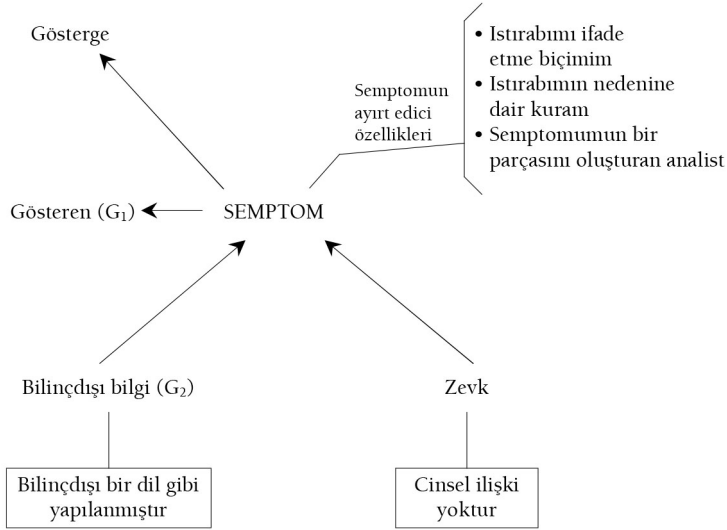 Gösterge
Semptomun
ayırt edici
özellikleri
• Istırabımı ifade
etme biçimim
• Istırabımın nedenine
dair kuram
• Semptomumun bir
parçasını oluşturan analist
Gösteren (G₁)
SEMPTOM
Bilinçdışı bilgi (G₂)
Zevk
Bilinçdışı bir dil gibi
yapılanmıştır
Cinsel ilişki
yoktur